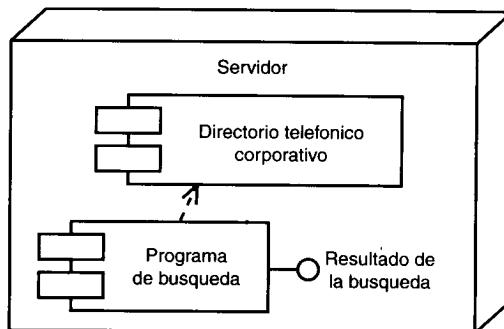 Servidor
Directorio telefonico
corporativo
Programa
de busqueda
Resultado de
la busqueda